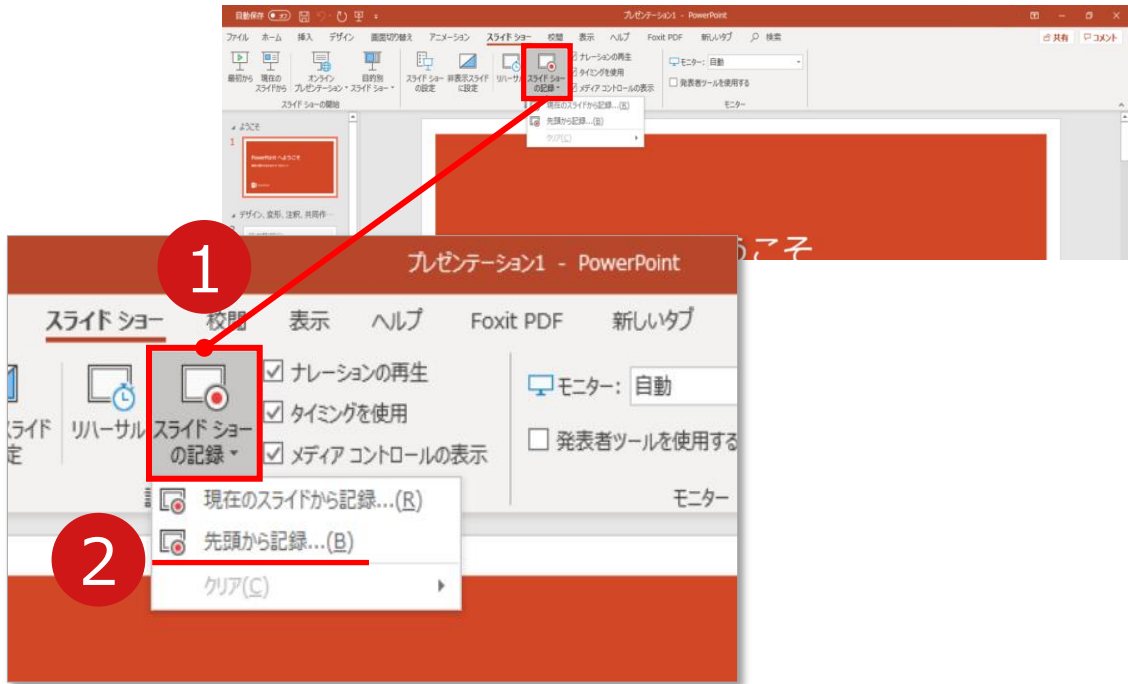 自動保存 オフ プレゼンテーション1 - PowerPoint
ファイル ホーム 挿入 デザイン 画面切り替え アニメーション スライド ショー 校閲 表示 ヘルプ Foxit PDF 新しいタブ 検索 共有 コメント
最初から 現在の スライドから オンライン プレゼンテーション 目的別 スライド ショー スライド ショー の設定 非表示スライド に設定 リハーサル スライド ショー の記録
ナレーションの再生
タイミングを使用
メディア コントロールの表示
モニター: 自動
発表者ツールを使用する
スライド ショーの開始 モニター
現在のスライドから記録...(R)
先頭から記録...(B)
クリア(C)
ようこそ
1
PowerPoint へようこそ
デザイン、変形、注釈、共同作…
うこそ
1
プレゼンテーション1 - PowerPoint
スライド ショー 校閲 表示 ヘルプ Foxit PDF 新しいタブ
スライド
定
リハーサル
スライド ショー
の記録
ナレーションの再生
タイミングを使用
メディア コントロールの表示
モニター: 自動
発表者ツールを使用する
モニター
現在のスライドから記録...(R)
2
先頭から記録...(B)
クリア(C)